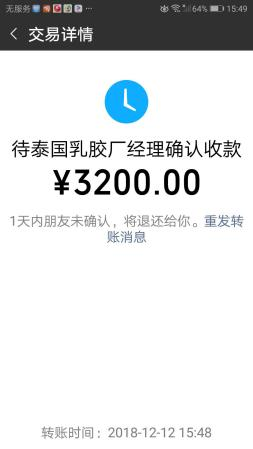 无服务 ··· 64% 15:49
交易详情
待泰国乳胶厂经理确认收款
¥3200.00
1天内朋友未确认，将退还给你。重发转
账消息
转账时间：2018-12-12 15:48